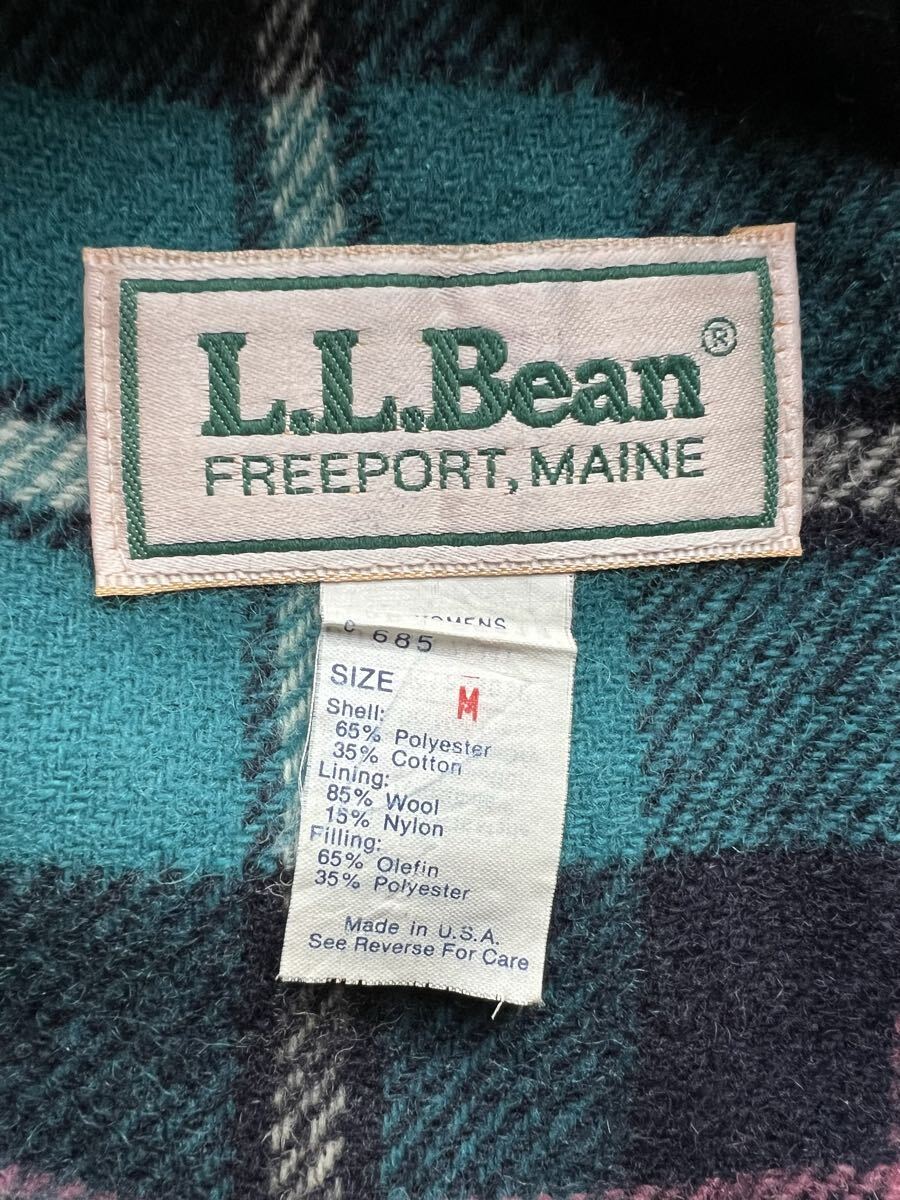 L.L.Bean®
FREEPORT, MAINE
WOMENS
C 685
SIZE M
Shell:
65% Polyester
35% Cotton
Lining:
85% Wool
15% Nylon
Filling:
65% Olefin
35% Polyester
Made in U.S.A.
See Reverse For Care